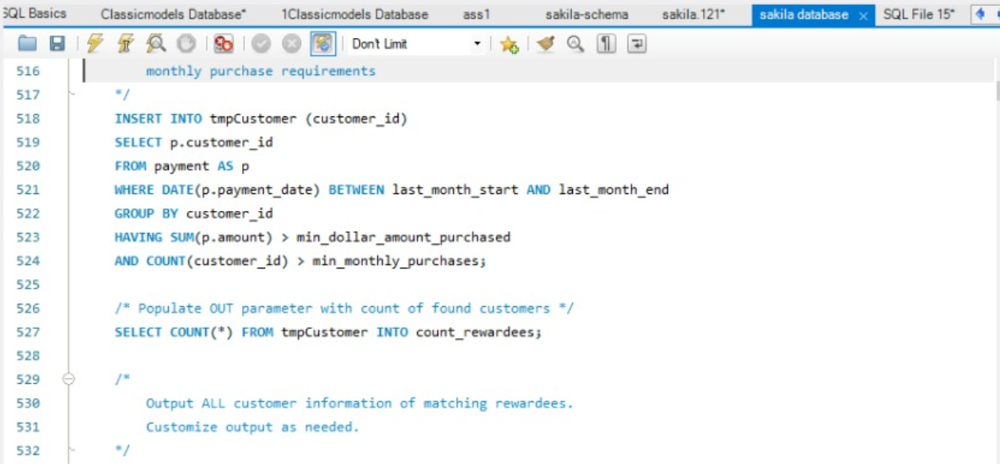 SQL Basics Classicmodels Database* 1Classicmodels Database ass1 sakila-schema sakila.121* sakila database × SQL File 15*
Don't Limit
516 monthly purchase requirements
517 */
518 INSERT INTO tmpCustomer (customer_id)
519 SELECT p.customer_id
520 FROM payment AS p
521 WHERE DATE(p.payment_date) BETWEEN last_month_start AND last_month_end
522 GROUP BY customer_id
523 HAVING SUM(p.amount) > min_dollar_amount_purchased
524 AND COUNT(customer_id) > min_monthly_purchases;
525
526 /* Populate OUT parameter with count of found customers */
527 SELECT COUNT(*) FROM tmpCustomer INTO count_rewardees;
528
529 /*
530 Output ALL customer information of matching rewardees.
531 Customize output as needed.
532 */